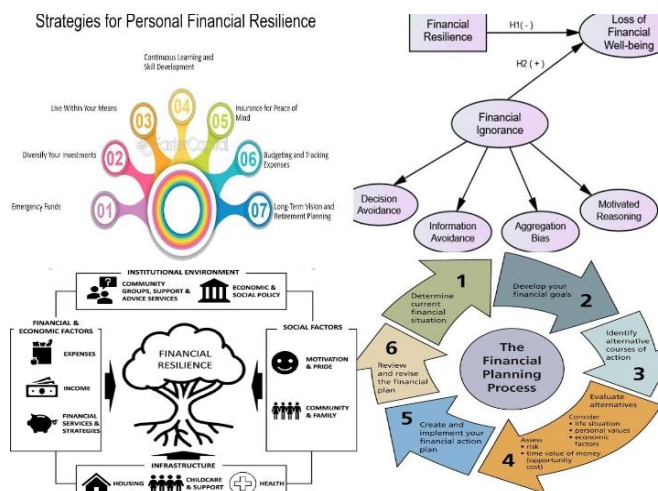 Strategies for Personal Financial Resilience
Continuous Learning and
Skill Development
Live Within Your Means
03
04
05
Insurance for Peace of
Mind
Diversify Your Investments
02
06
Budgeting and Tracking
Expenses
Emergency Funds
01
07
Long-Term Vision and
Retirement Planning
FasterCapital
Financial
Resilience
H1( - )
Loss of
Financial
Well-being
H2 ( + )
Financial
Ignorance
Decision
Avoidance
Information
Avoidance
Aggregation
Bias
Motivated
Reasoning
INSTITUTIONAL ENVIRONMENT
COMMUNITY
GROUPS, SUPPORT &
ADVICE SERVICES
ECONOMIC &
SOCIAL POLICY
FINANCIAL &
ECONOMIC FACTORS
EXPENSES
INCOME
FINANCIAL
SERVICES &
STRATEGIES
FINANCIAL
RESILIENCE
SOCIAL FACTORS
MOTIVATION
& PRIDE
COMMUNITY
& FAMILY
INFRASTRUCTURE
HOUSING
CHILDCARE
& SUPPORT
HEALTH
The
Financial
Planning
Process
1
Determine
current
financial
situation
Develop your
financial goals
2
Identify
alternative
courses of
action
3
Evaluate
alternatives
Consider
• life situation
• personal values
• economic
factors
Assess
• risk
• time value of money
(opportunity
cost)
4
5
Create and
implement your
financial action
plan
6
Review
and revise
the financial
plan